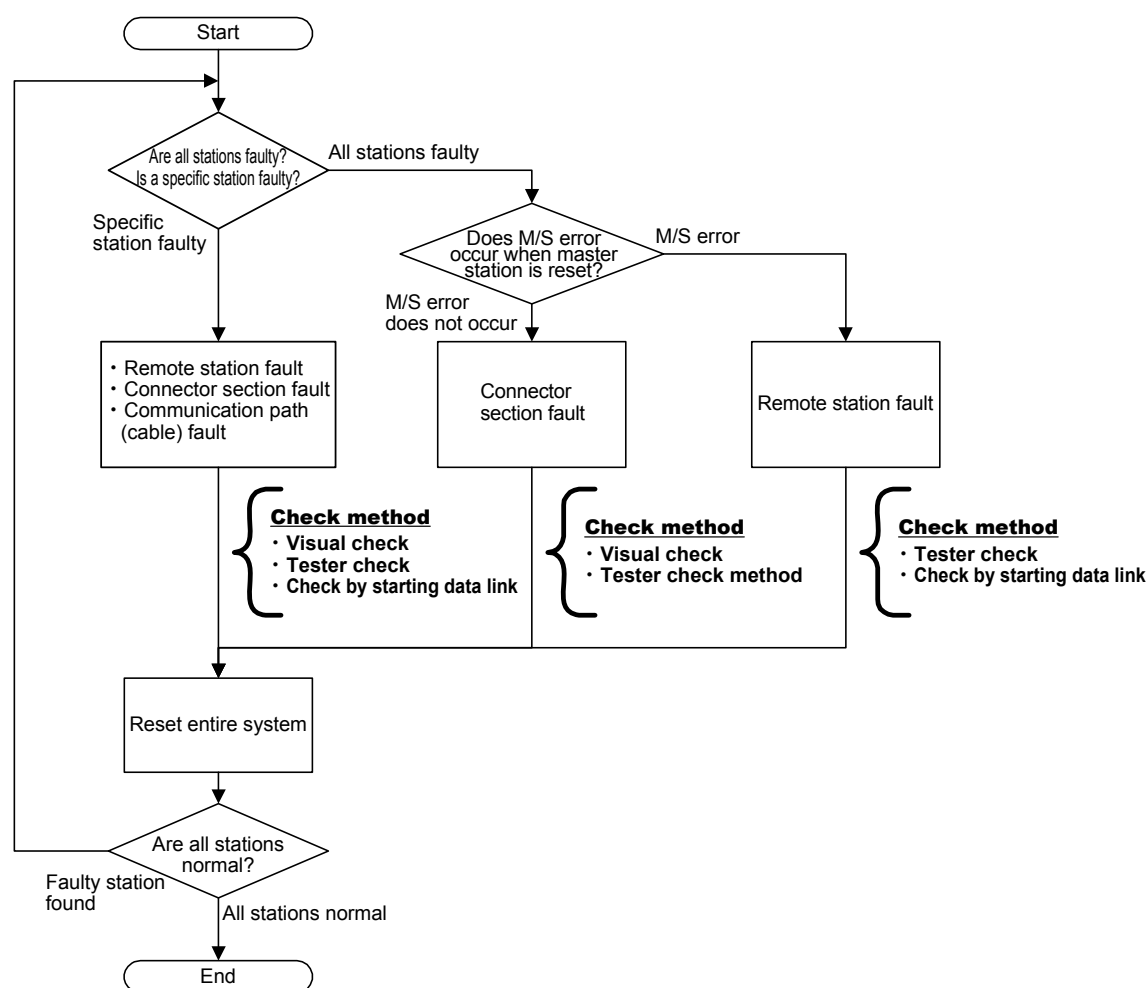 Start
Are all stations faulty?
Is a specific station faulty?
All stations faulty
Specific
station faulty
Does M/S error
occur when master
station is reset?
M/S error
M/S error
does not occur
・Remote station fault
・Connector section fault
・Communication path
(cable) fault
Connector
section fault
Remote station fault
Check method
・Visual check
・Tester check
・Check by starting data link
Check method
・Visual check
・Tester check method
Check method
・Tester check
・Check by starting data link
Reset entire system
Are all stations
normal?
Faulty station
found
All stations normal
End